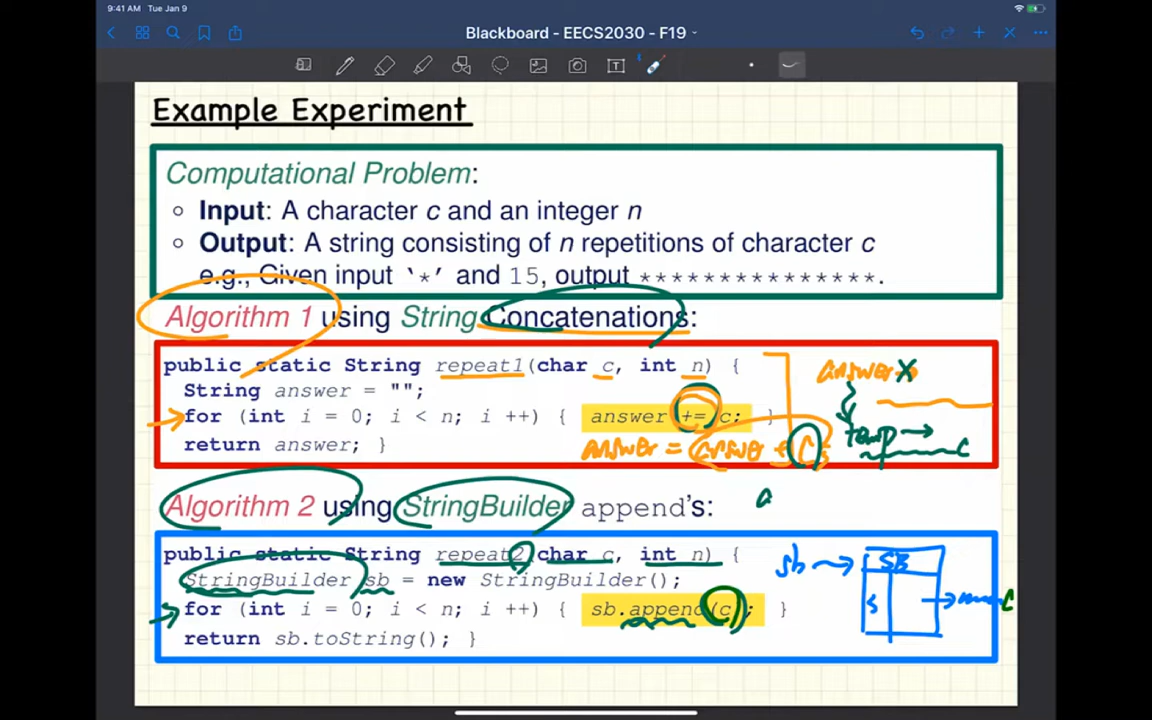 9:41 AM Tue Jan 9
Blackboard - EECS2030 - F19
Example Experiment
Computational Problem:
Input: A character c and an integer n
Output: A string consisting of n repetitions of character c
e.g., Given input '*' and 15, output ***************.
Algorithm 1 using String Concatenations:
public static String repeat1(char c, int n) {
String answer = "";
for (int i = 0; i < n; i ++) { answer += c; }
return answer; }
answer = answer + c;
answer
temp
c
Algorithm 2 using StringBuilder append's:
a
public static String repeat2(char c, int n) {
StringBuilder sb = new StringBuilder();
for (int i = 0; i < n; i ++) { sb.append(c); }
return sb.toString(); }
sb
SB
s
c